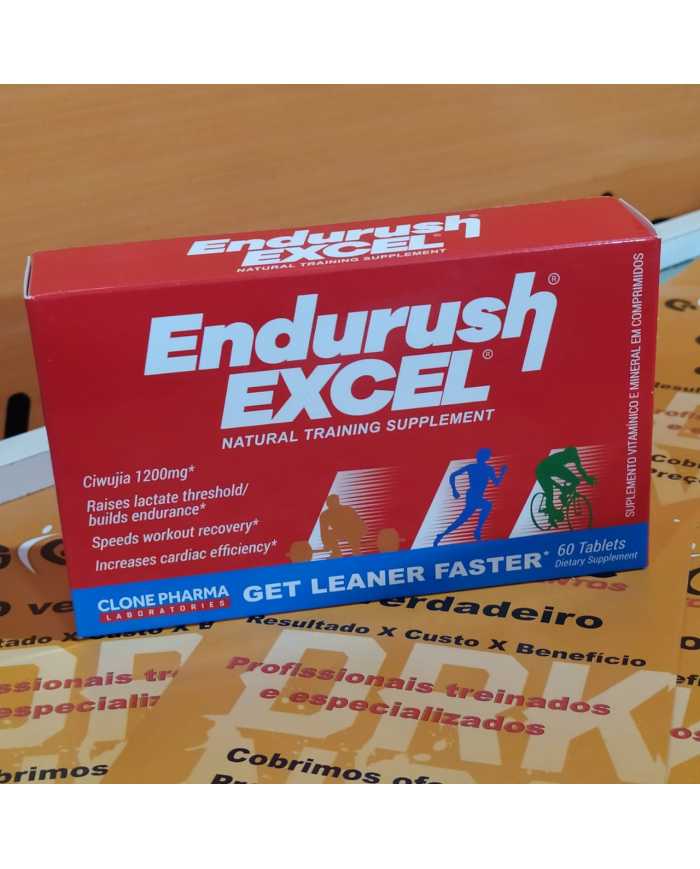 Endurush
EXCEL®
NATURAL TRAINING SUPPLEMENT
Endurush®
EXCEL®
NATURAL TRAINING SUPPLEMENT
Ciwujia 1200mg*
Raises lactate threshold/
builds endurance*
Speeds workout recovery*
Increases cardiac efficiency*
CLONE PHARMA
LABORATORIES
GET LEANER FASTER*
60 Tablets
Dietary Supplement
SUPLEMENTO VITAMÍNICO E MINERAL EM COMPRIMIDOS
Resultado X Custo X Benefício
Profissionais treinados
e especializados
DRK
Cobrimos
Cobrimos